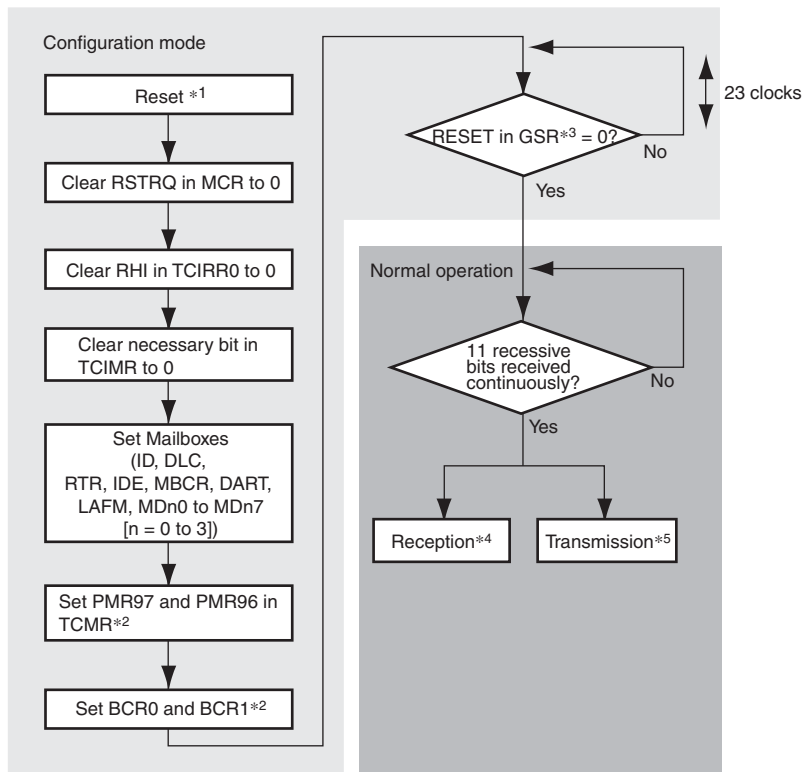 Configuration mode
Reset *1
Clear RSTRQ in MCR to 0
Clear RHI in TCIRR0 to 0
Clear necessary bit in
TCIMR to 0
Set Mailboxes
(ID, DLC,
RTR, IDE, MBCR, DART,
LAFM, MDn0 to MDn7
[n = 0 to 3])
Set PMR97 and PMR96 in
TCMR*2
Set BCR0 and BCR1*2
RESET in GSR*3 = 0?
No
Yes
23 clocks
Normal operation
11 recessive
bits received
continuously?
No
Yes
Reception*4
Transmission*5